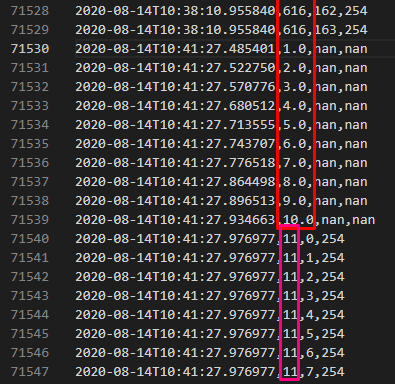 71528 2020-08-14T10:38:10.955840,616,162,254
71529 2020-08-14T10:38:10.955840,616,163,254
71530 2020-08-14T10:41:27.485401,1.0,nan,nan
71531 2020-08-14T10:41:27.522750,2.0,nan,nan
71532 2020-08-14T10:41:27.570776,3.0,nan,nan
71533 2020-08-14T10:41:27.680512,4.0,nan,nan
71534 2020-08-14T10:41:27.713555,5.0,nan,nan
71535 2020-08-14T10:41:27.743707,6.0,nan,nan
71536 2020-08-14T10:41:27.776518,7.0,nan,nan
71537 2020-08-14T10:41:27.864498,8.0,nan,nan
71538 2020-08-14T10:41:27.896513,9.0,nan,nan
71539 2020-08-14T10:41:27.934663,10.0,nan,nan
71540 2020-08-14T10:41:27.976977,11,0,254
71541 2020-08-14T10:41:27.976977,11,1,254
71542 2020-08-14T10:41:27.976977,11,2,254
71543 2020-08-14T10:41:27.976977,11,3,254
71544 2020-08-14T10:41:27.976977,11,4,254
71545 2020-08-14T10:41:27.976977,11,5,254
71546 2020-08-14T10:41:27.976977,11,6,254
71547 2020-08-14T10:41:27.976977,11,7,254